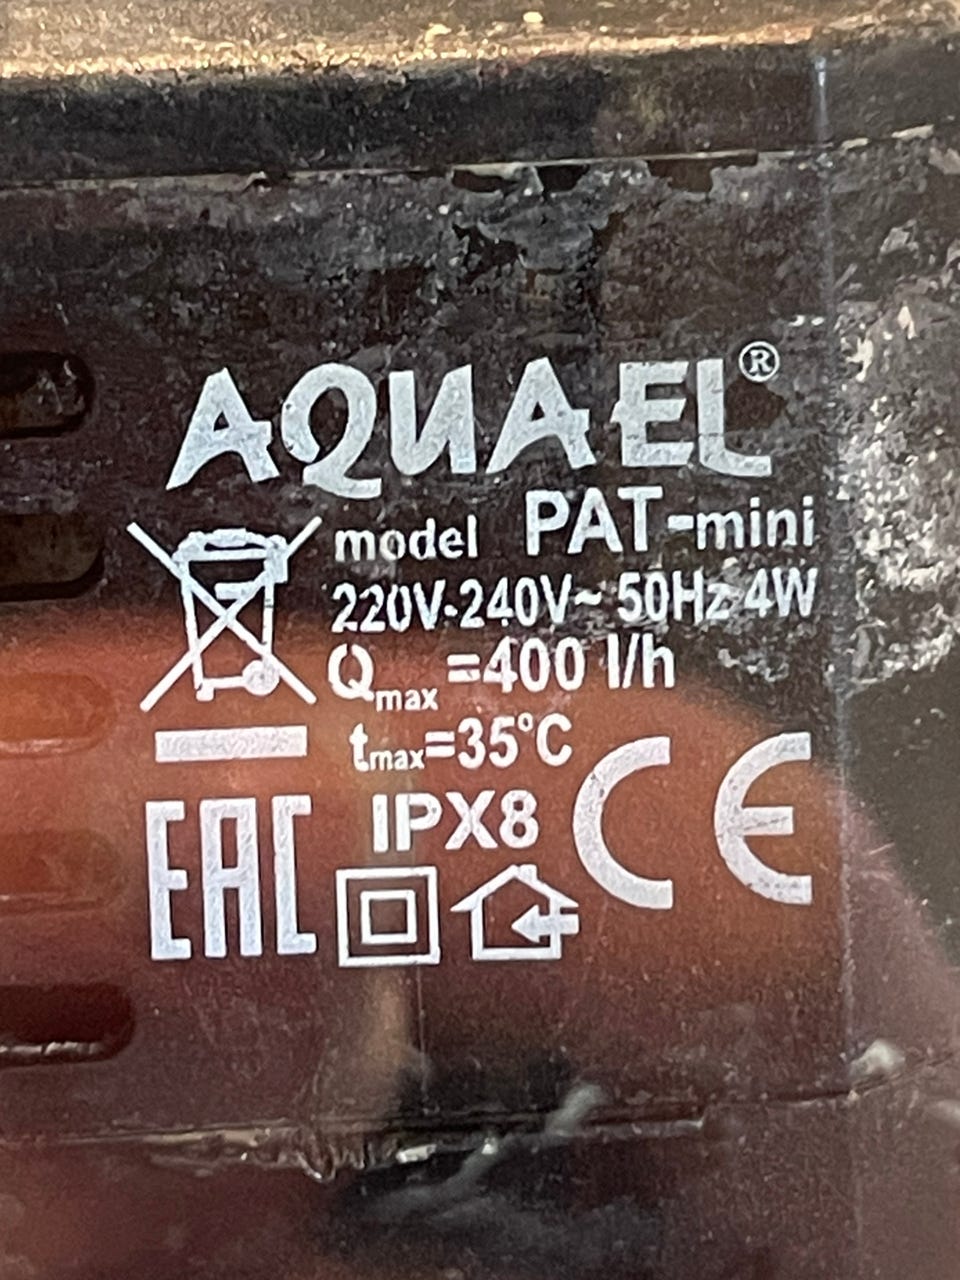 AQUAEL®
model PAT-mini
220V-240V~ 50Hz 4W
Qmax =400 l/h
tmax=35°C
IPX8
CE
EAC